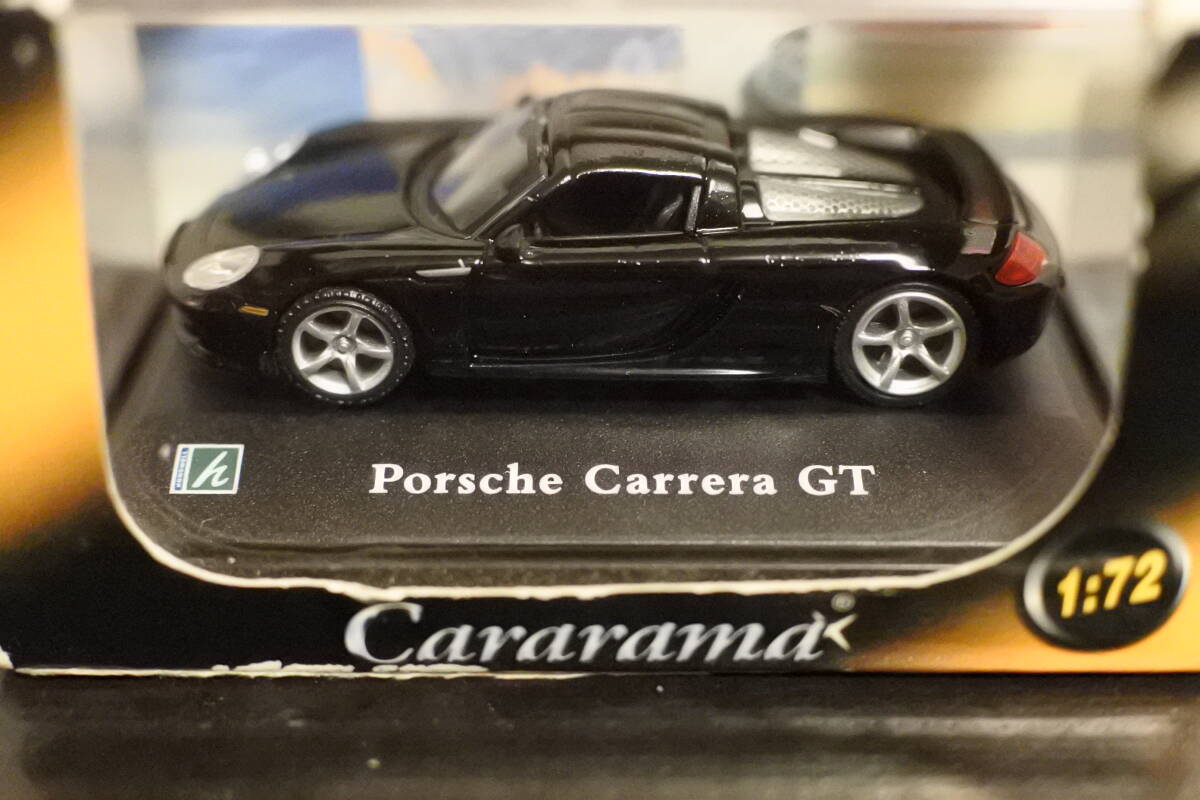 h
Porsche Carrera GT
1:72
Cararama®